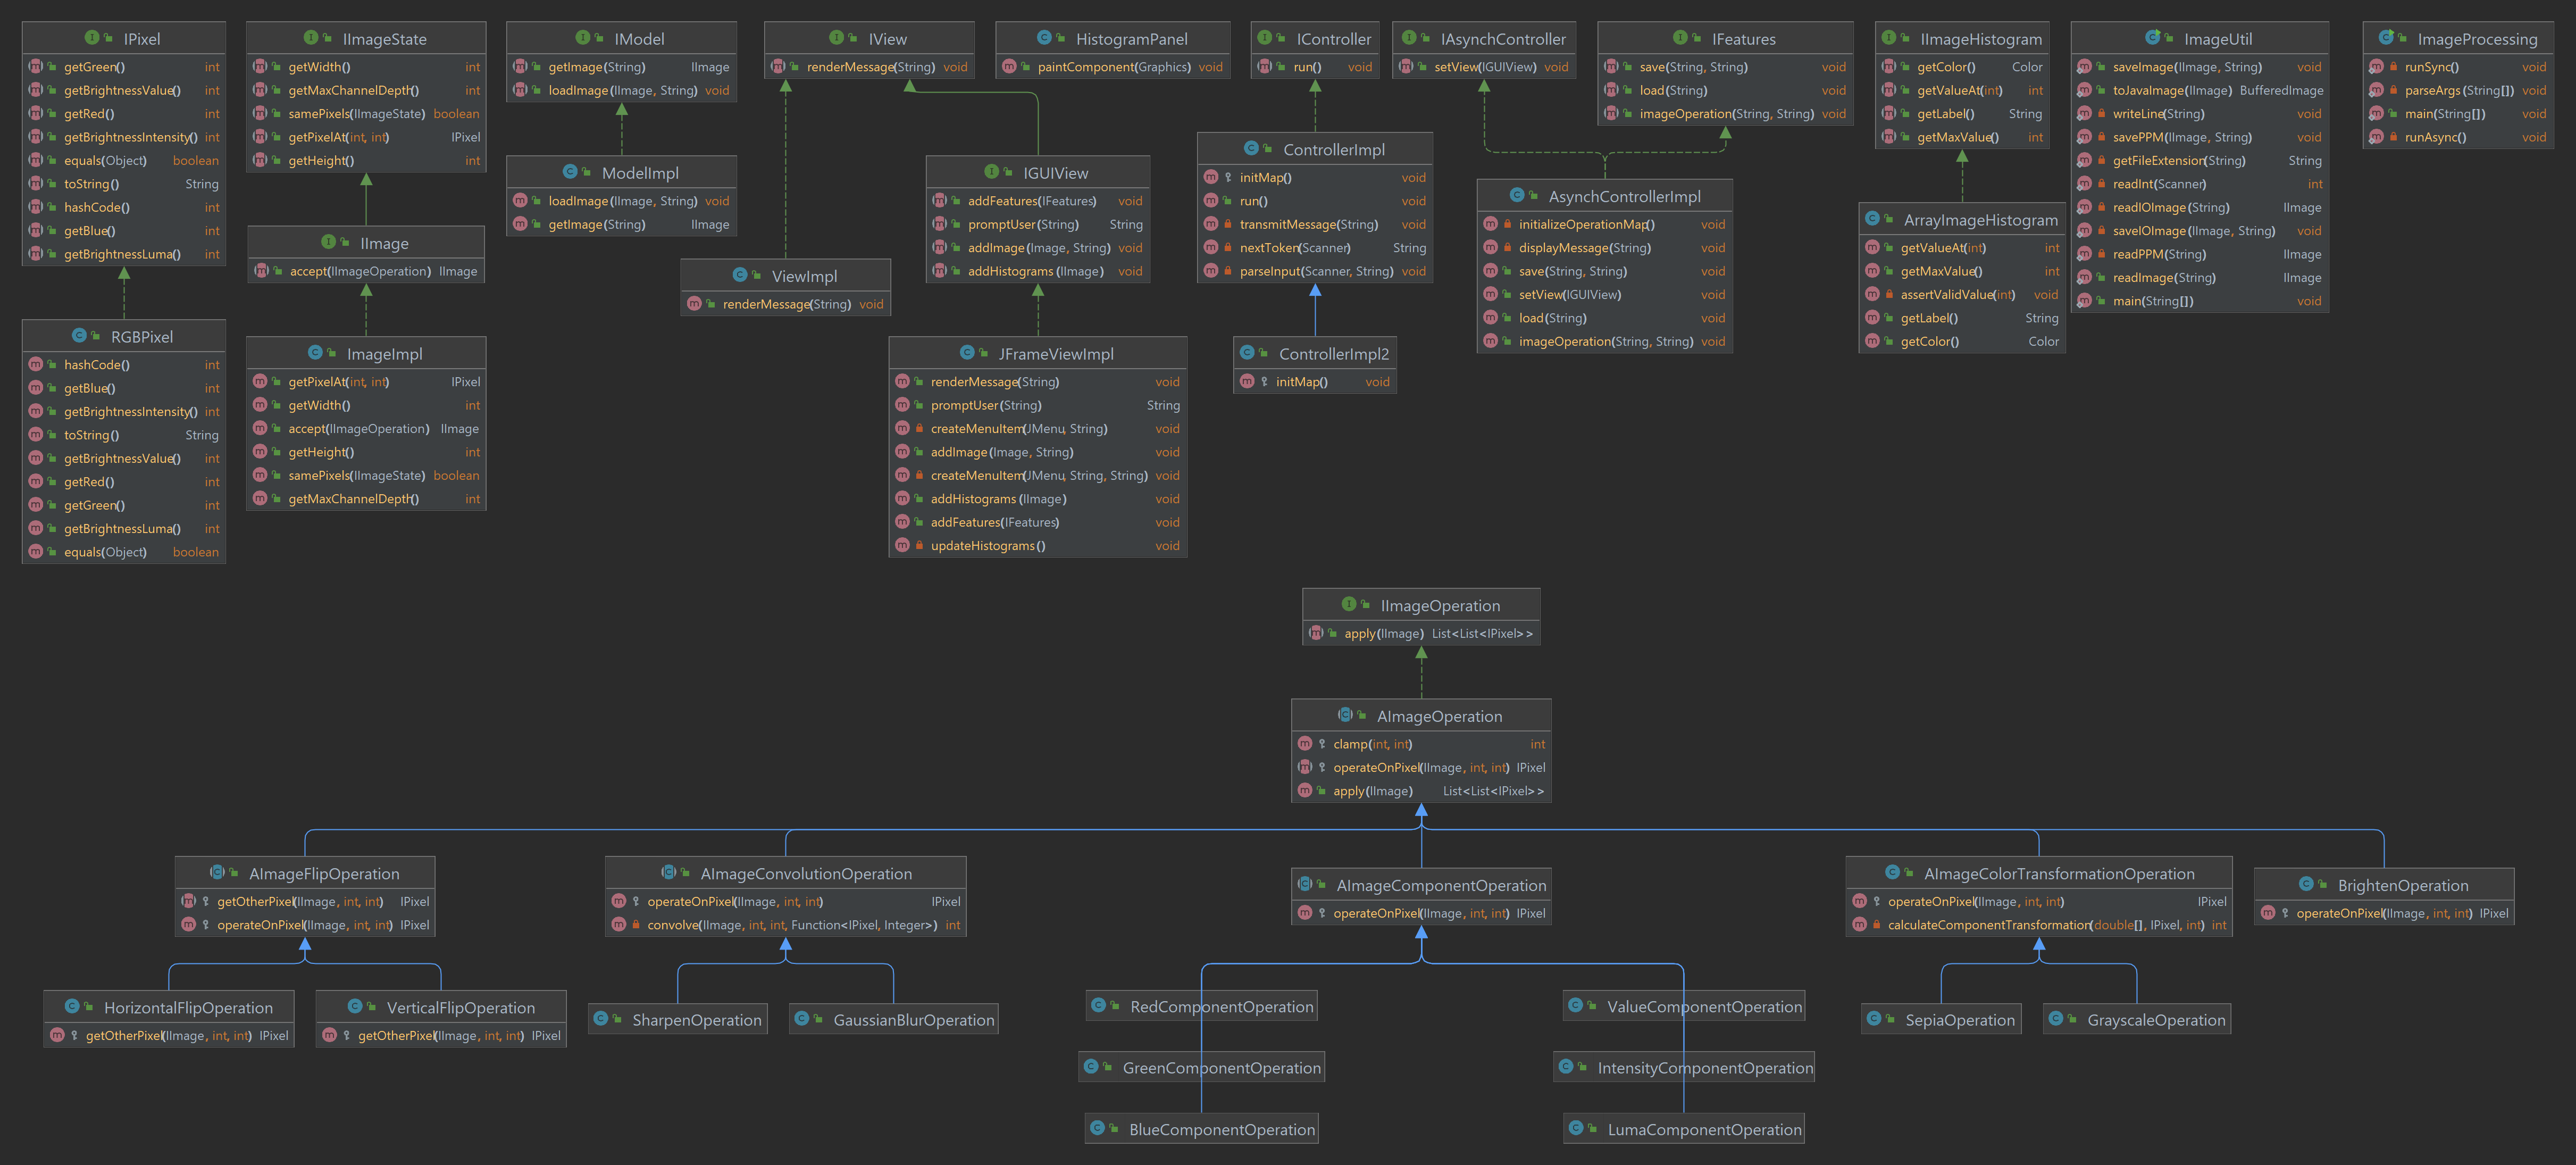 IPixel
getGreen() int
getBrightnessValue() int
getRed() int
getBrightnessIntensity() int
equals(Object) boolean
toString() String
hashCode() int
getBlue() int
getBrightnessLuma() int
RGBPixel
hashCode() int
getBlue() int
getBrightnessIntensity() int
toString() String
getBrightnessValue() int
getRed() int
getGreen() int
getBrightnessLuma() int
equals(Object) boolean
IImageState
getWidth() int
getMaxChannelDepth() int
samePixels(IImageState) boolean
getPixelAt(int, int) IPixel
getHeight() int
IImage
accept(IImageOperation) IImage
ImageImpl
getPixelAt(int, int) IPixel
getWidth() int
accept(IImageOperation) IImage
getHeight() int
samePixels(IImageState) boolean
getMaxChannelDepth() int
IModel
getImage(String) IImage
loadImage(IImage, String) void
ModelImpl
loadImage(IImage, String) void
getImage(String) IImage
IView
renderMessage(String) void
ViewImpl
renderMessage(String) void
IGUIView
addFeatures(IFeatures) void
promptUser(String) String
addImage(Image, String) void
addHistograms(IImage) void
JFrameViewImpl
renderMessage(String) void
promptUser(String) String
createMenuItem(JMenu, String) void
addImage(Image, String) void
createMenuItem(JMenu, String, String) void
addHistograms(IImage) void
addFeatures(IFeatures) void
updateHistograms() void
HistogramPanel
paintComponent(Graphics) void
IController
run() void
ControllerImpl
initMap() void
run() void
transmitMessage(String) void
nextToken(Scanner) String
parseInput(Scanner, String) void
ControllerImpl2
initMap() void
IAsynchController
setView(IGUIView) void
IFeatures
save(String, String) void
load(String) void
imageOperation(String, String) void
AsynchControllerImpl
initializeOperationMap() void
displayMessage(String) void
save(String, String) void
setView(IGUIView) void
load(String) void
imageOperation(String, String) void
IImageHistogram
getColor() Color
getValueAt(int) int
getLabel() String
getMaxValue() int
ArrayImageHistogram
getValueAt(int) int
getMaxValue() int
assertValidValue(int) void
getLabel() String
getColor() Color
ImageUtil
saveImage(IImage, String) void
toJavaImage(IImage) BufferedImage
writeLine(String) void
savePPM(IImage, String) void
getFileExtension(String) String
readInt(Scanner) int
readIOImage(String) IImage
saveIOImage(IImage, String) void
readPPM(String) IImage
readImage(String) IImage
main(String[]) void
ImageProcessing
runSync() void
parseArgs(String[]) void
main(String[]) void
runAsync() void
IImageOperation
apply(IImage) List<List<IPixel>>
AImageOperation
clamp(int, int) int
operateOnPixel(IImage, int, int) IPixel
apply(IImage) List<List<IPixel>>
AImageFlipOperation
getOtherPixel(IImage, int, int) IPixel
operateOnPixel(IImage, int, int) IPixel
HorizontalFlipOperation
getOtherPixel(IImage, int, int) IPixel
VerticalFlipOperation
getOtherPixel(IImage, int, int) IPixel
AImageConvolutionOperation
operateOnPixel(IImage, int, int) IPixel
convolve(IImage, int, int, Function<IPixel, Integer>) int
SharpenOperation
GaussianBlurOperation
AImageComponentOperation
operateOnPixel(IImage, int, int) IPixel
RedComponentOperation
ValueComponentOperation
GreenComponentOperation
IntensityComponentOperation
BlueComponentOperation
LumaComponentOperation
AImageColorTransformationOperation
operateOnPixel(IImage, int, int) IPixel
calculateComponentTransformation(double[], IPixel, int) int
SepiaOperation
GrayscaleOperation
BrightenOperation
operateOnPixel(IImage, int, int) IPixel